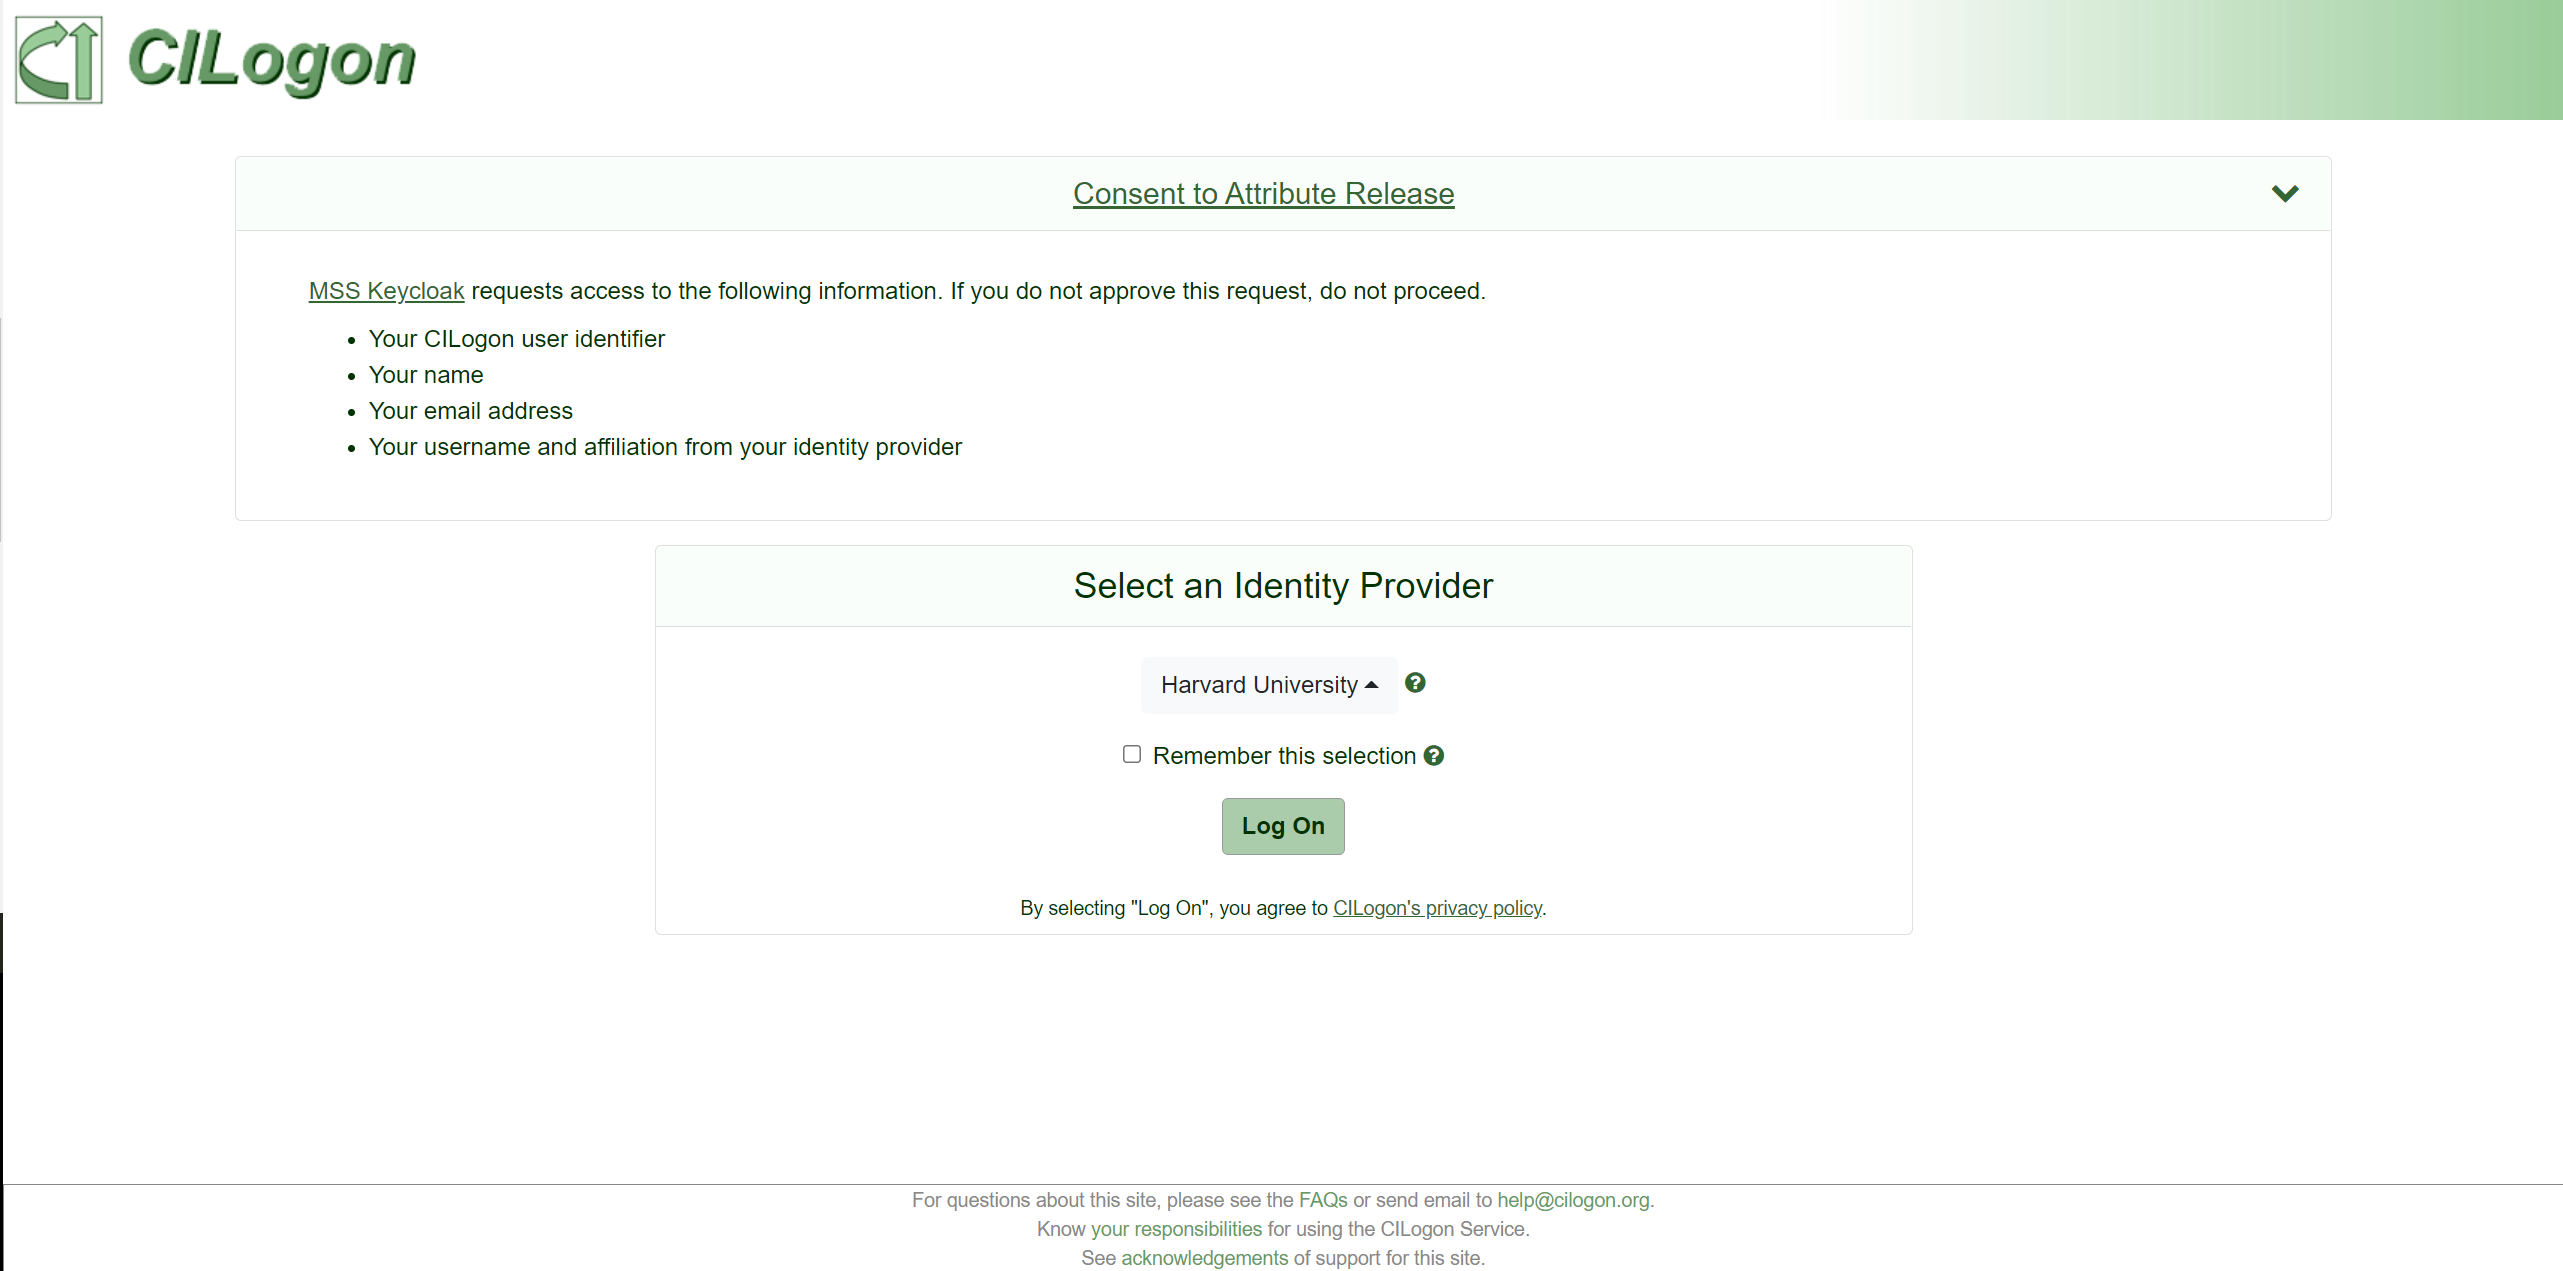 CILogon
Consent to Attribute Release
MSS Keycloak requests access to the following information. If you do not approve this request, do not proceed.
• Your CILogon user identifier
• Your name
• Your email address
• Your username and affiliation from your identity provider
Select an Identity Provider
Harvard University
Remember this selection
Log On
By selecting "Log On", you agree to CILogon's privacy policy.
For questions about this site, please see the FAQs or send email to help@cilogon.org.
Know your responsibilities for using the CILogon Service.
See acknowledgements of support for this site.